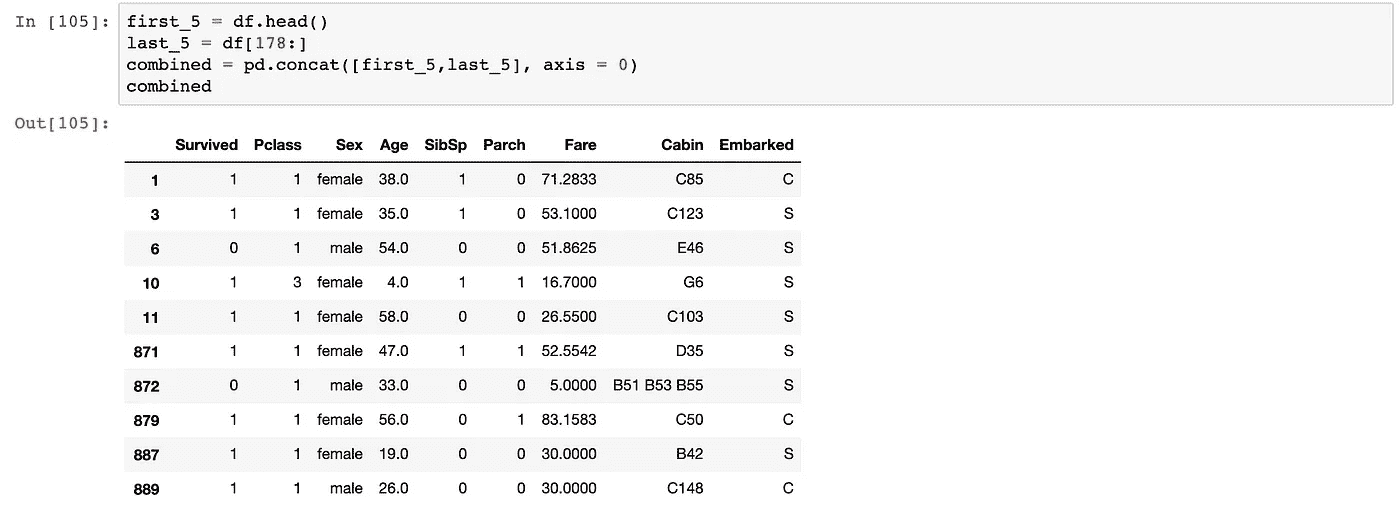 In [105]: first_5 = df.head()
last_5 = df[178:]
combined = pd.concat([first_5,last_5], axis = 0)
combined
Out[105]:
Survived Pclass Sex Age SibSp Parch Fare Cabin Embarked
1 1 1 female 38.0 1 0 71.2833 C85 C
3 1 1 female 35.0 1 0 53.1000 C123 S
6 0 1 male 54.0 0 0 51.8625 E46 S
10 1 3 female 4.0 1 1 16.7000 G6 S
11 1 1 female 58.0 0 0 26.5500 C103 S
871 1 1 female 47.0 1 1 52.5542 D35 S
872 0 1 male 33.0 0 0 5.0000 B51 B53 B55 S
879 1 1 female 56.0 0 1 83.1583 C50 C
887 1 1 female 19.0 0 0 30.0000 B42 S
889 1 1 male 26.0 0 0 30.0000 C148 C